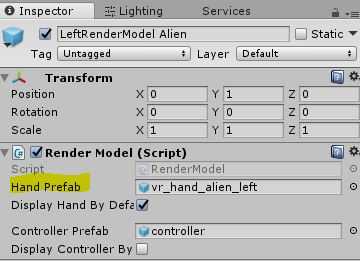 Inspector Lighting Services
LeftRenderModel Alien Static
Tag Untagged Layer Default
Transform
Position X 0 Y 1 Z 0
Rotation X 0 Y 0 Z 0
Scale X 1 Y 1 Z 1
Render Model (Script)
Script RenderModel
Hand Prefab vr_hand_alien_left
Display Hand By Defa
Controller Prefab controller
Display Controller By